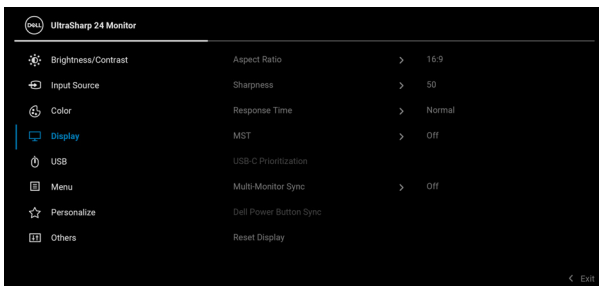 DELL UltraSharp 24 Monitor
Brightness/Contrast Aspect Ratio > 16:9
Input Source Sharpness > 50
Color Response Time > Normal
Display MST > Off
USB USB-C Prioritization
Menu Multi-Monitor Sync > Off
Personalize Dell Power Button Sync
Others Reset Display
< Exit